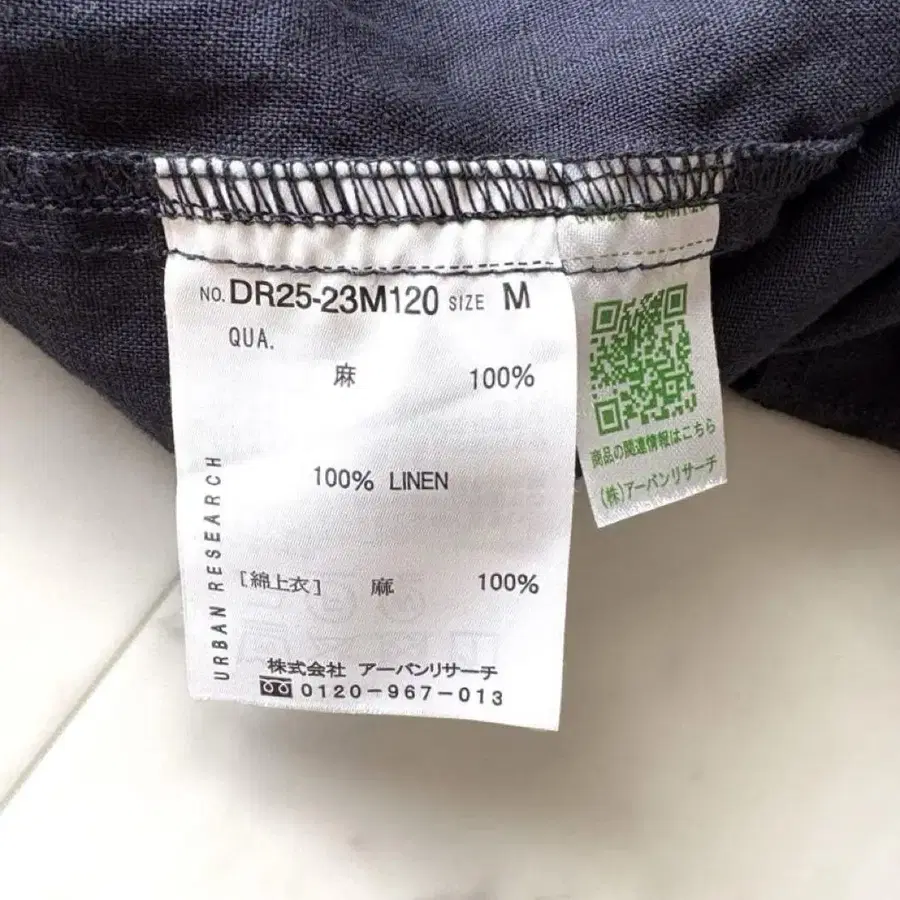 NO. DR25-23M120 SIZE M
QUA.
麻 100%
100% LINEN
[綿上衣] 麻 100%
URBAN RESEARCH
株式会社 アーバンリサーチ
0120-967-013
商品の関連情報はこちら
(株)アーバンリサーチ